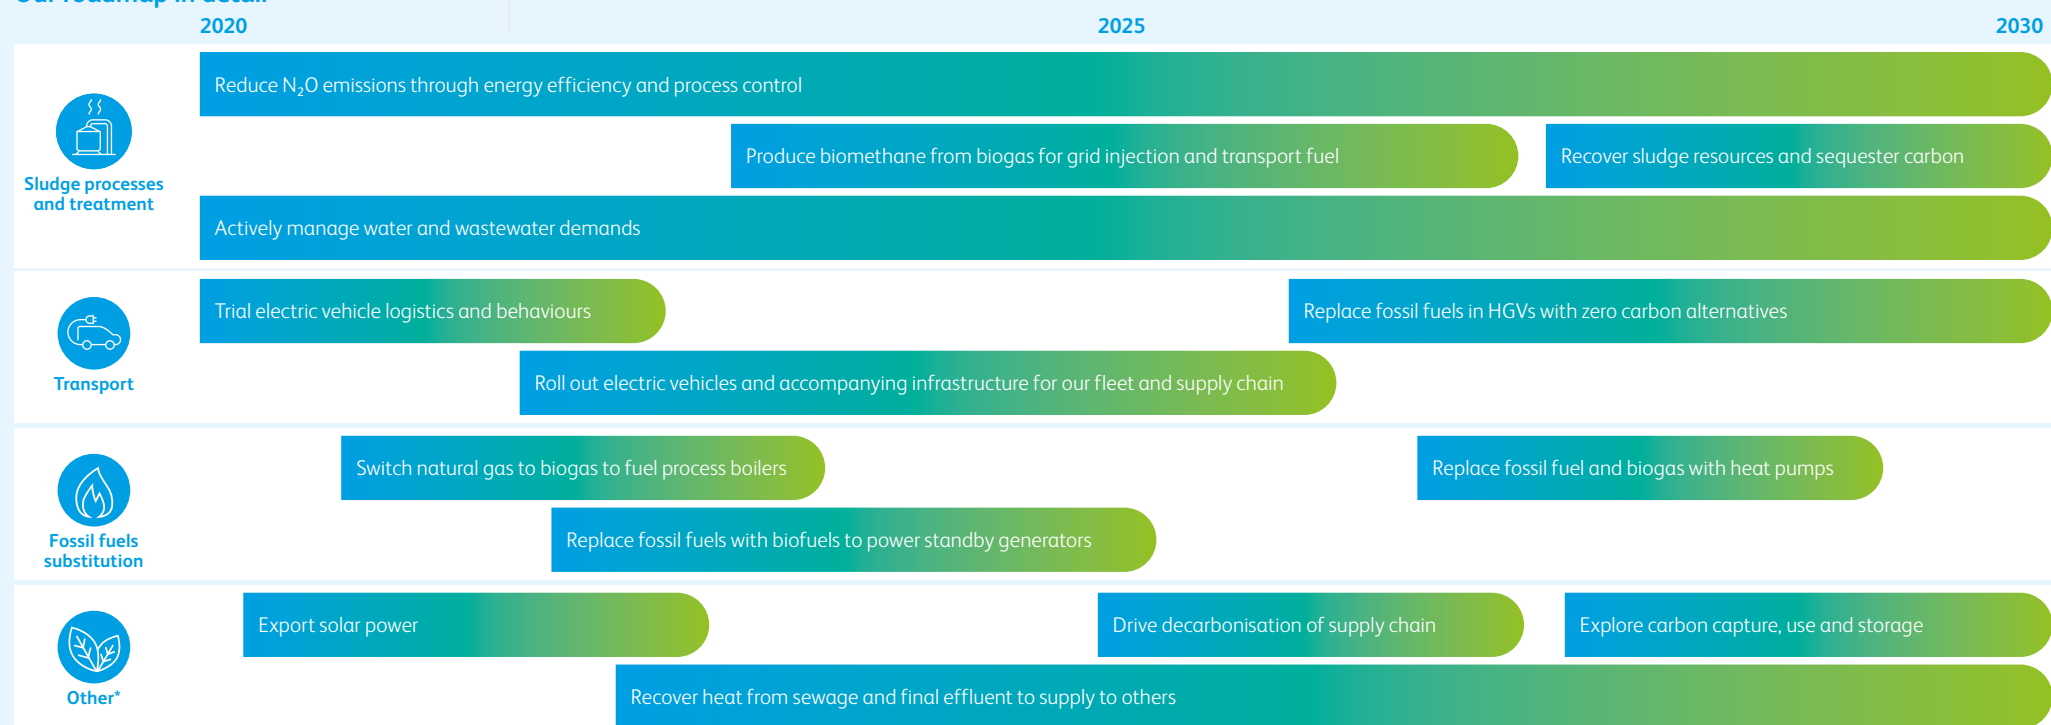 Our roadmap in detail
2020 2025 2030
Reduce N₂O emissions through energy efficiency and process control
Produce biomethane from biogas for grid injection and transport fuel
Recover sludge resources and sequester carbon
Sludge processes
and treatment
Actively manage water and wastewater demands
Trial electric vehicle logistics and behaviours
Replace fossil fuels in HGVs with zero carbon alternatives
Transport
Roll out electric vehicles and accompanying infrastructure for our fleet and supply chain
Switch natural gas to biogas to fuel process boilers
Replace fossil fuel and biogas with heat pumps
Fossil fuels
substitution
Replace fossil fuels with biofuels to power standby generators
Export solar power
Drive decarbonisation of supply chain
Explore carbon capture, use and storage
Other*
Recover heat from sewage and final effluent to supply to others